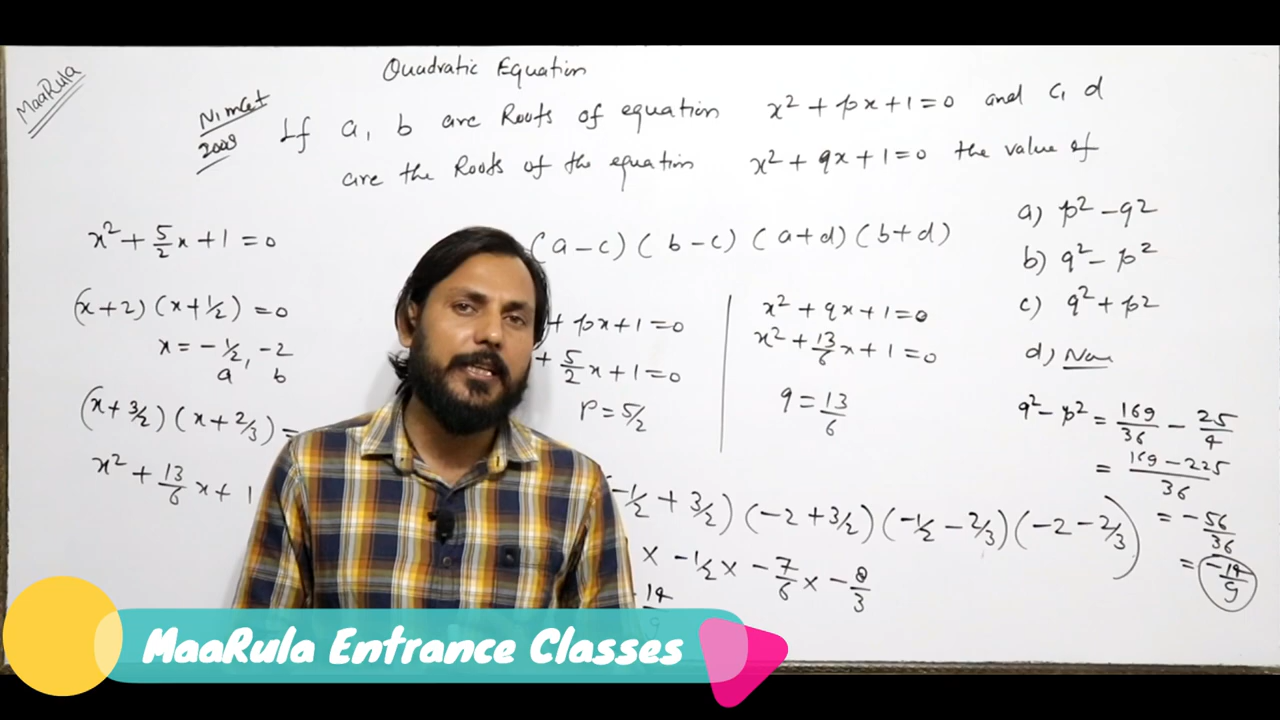 MaaRula
Quadratic Equation
Nimcet
2009
If a, b are Roots of equation x² + px + 1 = 0 and c, d
are the Roots of the equation x² + qx + 1 = 0 the value of
(a - c) (b - c) (a + d) (b + d)
a) p² - q2
b) q² - p²
c) q² + p2
d) Non
x² + 5/2 x + 1 = 0
(x + 2) (x + 1/2) = 0
x = - 1/2, -2
a b
(x + 3/2) (x + 2/3) =
x² + 13/6 x + 1
+ px + 1 = 0
+ 5/2 x + 1 = 0
P = 5/2
x² + qx + 1 = 0
x² + 13/6 x + 1 = 0
q = 13/6
q² - p² = 169/36 - 25/4
= 169 - 225/36
= - 56/36
= - 14/9
- 1/2 + 3/2) (-2 + 3/2) (- 1/2 - 2/3) (-2 - 2/3)
x - 1/2 x - 7/6 x - 8/3
14/9
MaaRula Entrance Classes